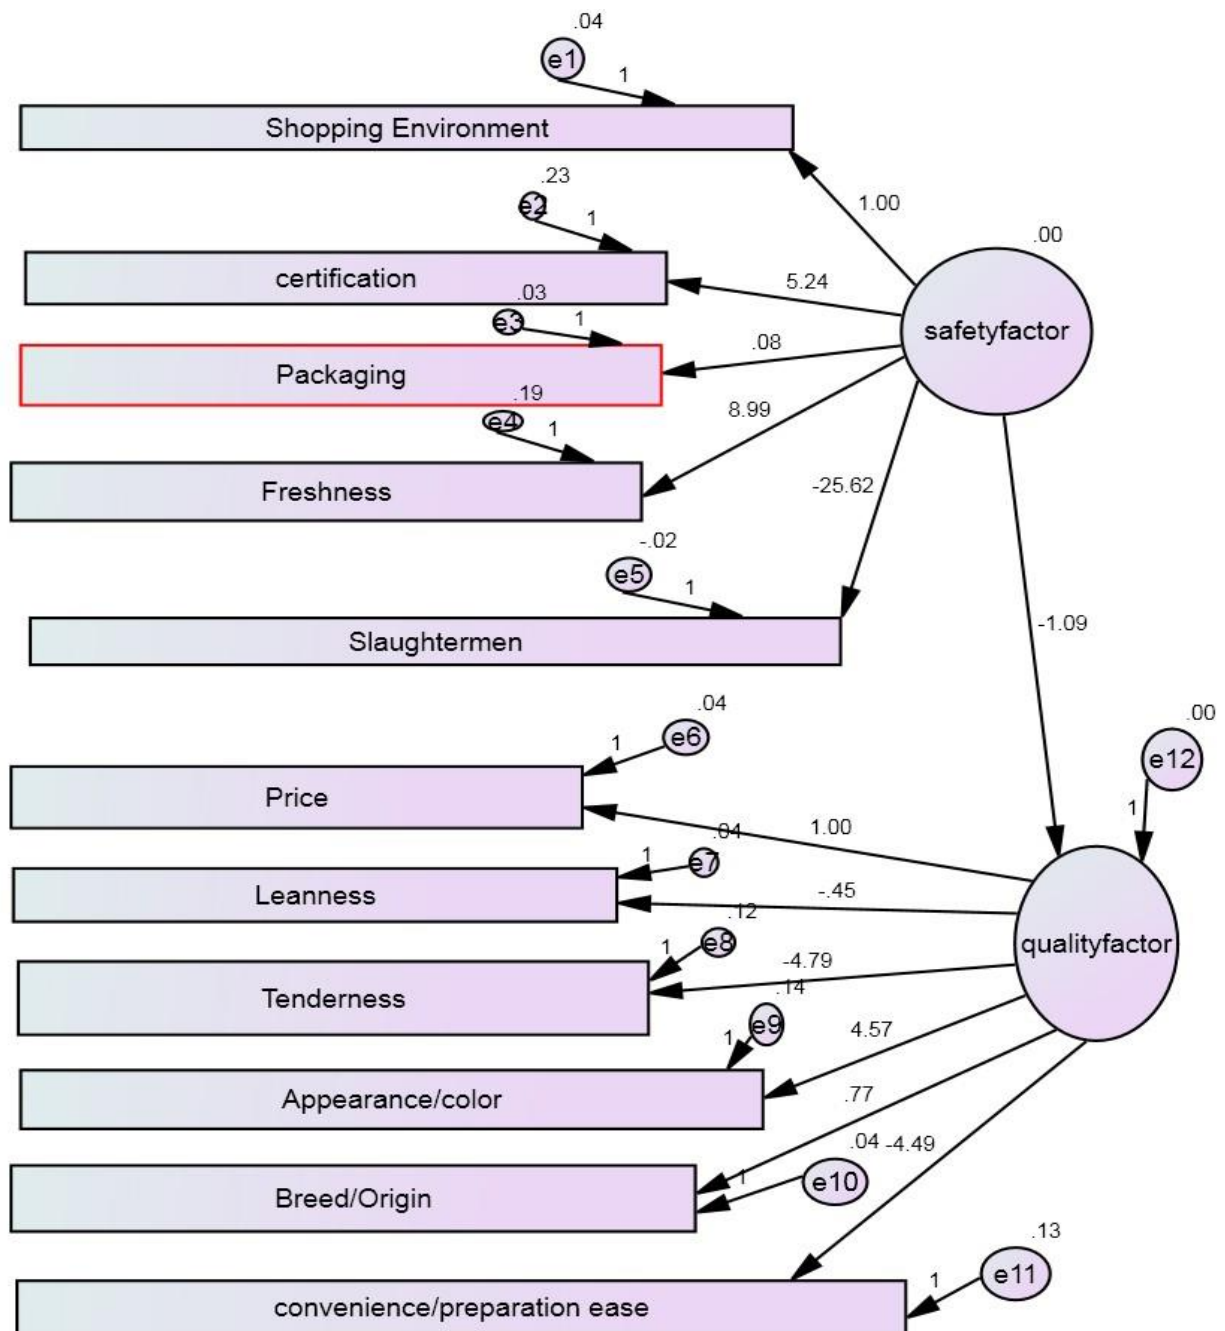 .04
e1
1
Shopping Environment
1.00
.23
e2
1
certification
5.24
.00
safetyfactor
.03
e3
1
Packaging
.08
.19
e4
1
Freshness
8.99
-25.62
-.02
e5
1
Slaughtermen
-1.09
.04
e6
1
Price
1.00
.00
e12
1
.04
e7
1
Leanness
-.45
qualityfactor
.12
e8
1
Tenderness
-4.79
.14
e9
1
Appearance/color
4.57
.77
.04
-4.49
e10
1
Breed/Origin
.13
e11
1
convenience/preparation ease